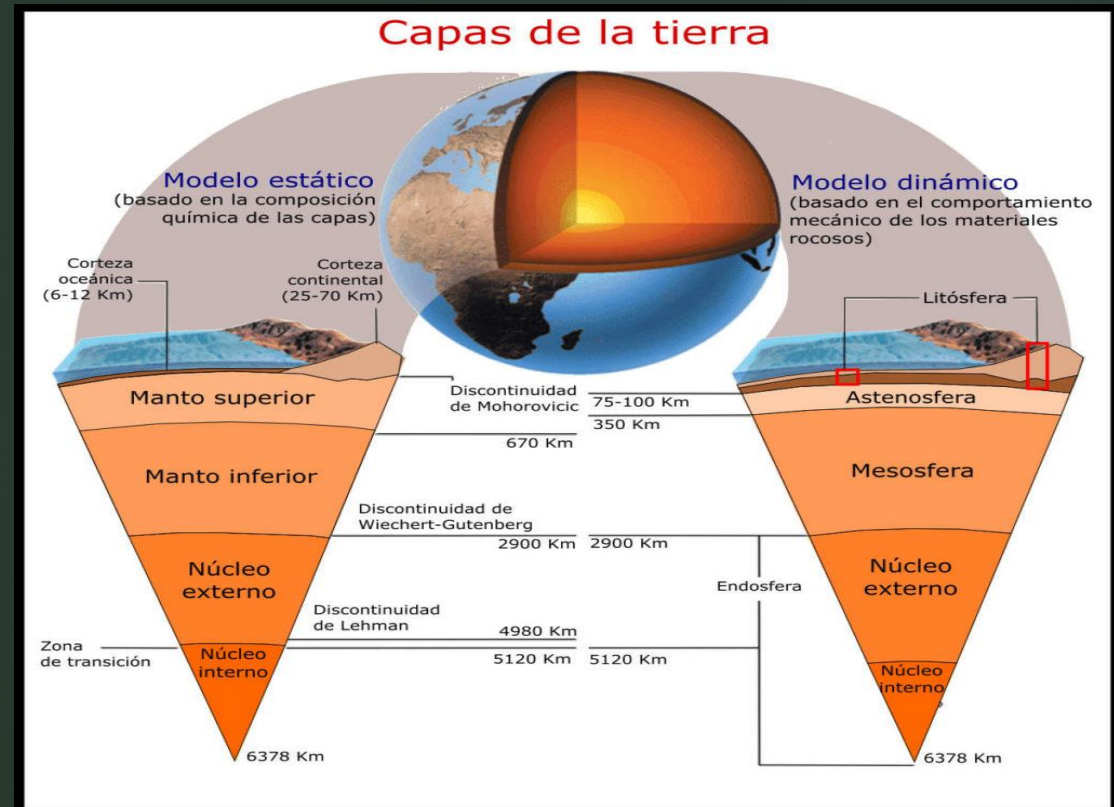 Capas de la tierra
Modelo estático
(basado en la composición
química de las capas)
Modelo dinámico
(basado en el comportamiento
mecánico de los materiales
rocosos)
Corteza
oceánica
(6-12 Km)
Corteza
continental
(25-70 Km)
Litósfera
Manto superior
Discontinuidad
de Mohorovicic
75-100 Km
Astenosfera
350 Km
670 Km
Manto inferior
Mesosfera
Discontinuidad de
Wiechert-Gutenberg
2900 Km
2900 Km
Núcleo
externo
Endosfera
Núcleo
externo
Discontinuidad
de Lehman
4980 Km
Zona
de transición
Núcleo
interno
5120 Km
5120 Km
Núcleo
interno
6378 Km
6378 Km